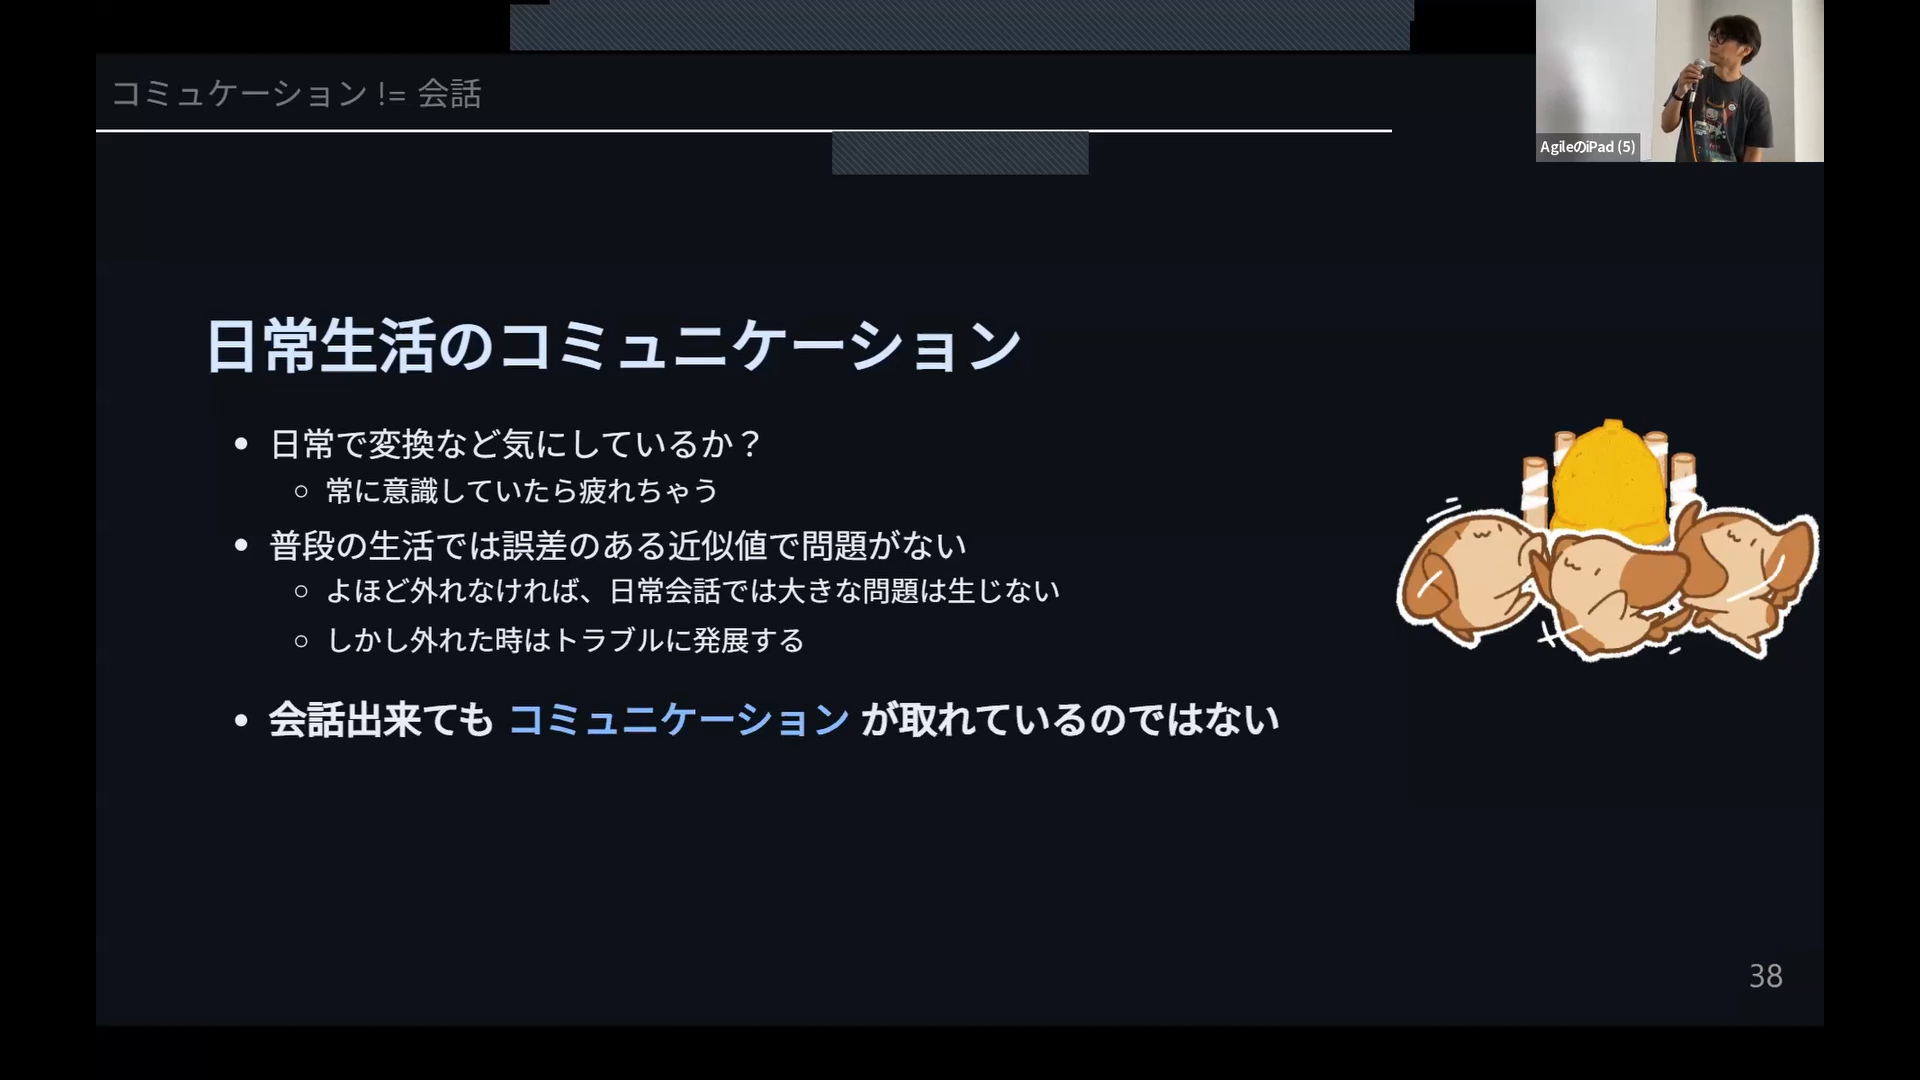 コミュケーション != 会話
AgileのiPad (5)
日常生活のコミュニケーション
日常で変換など気にしているか？
常に意識していたら疲れちゃう
普段の生活では誤差のある近似値で問題がない
よほど外れなければ、日常会話では大きな問題は生じない
しかし外れた時はトラブルに発展する
会話出来ても コミュニケーション が取れているのではない
38